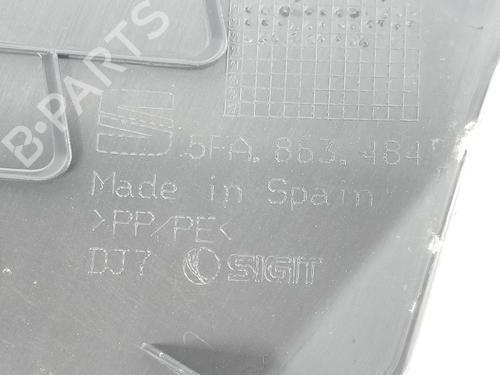 B-PARTS
5FA.863.484
Made in Spain
>PP/PE<
DJ7 SIGIT